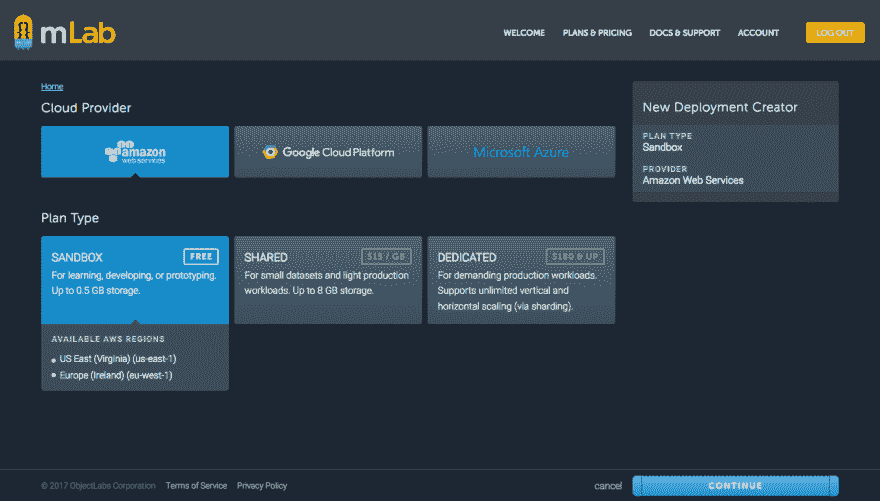 mLab
WELCOME PLANS & PRICING DOCS & SUPPORT ACCOUNT LOG OUT
Home
Cloud Provider
amazon
web services
Google Cloud Platform
Microsoft Azure
New Deployment Creator
PLAN TYPE
Sandbox
PROVIDER
Amazon Web Services
Plan Type
SANDBOX FREE
For learning, developing, or prototyping.
Up to 0.5 GB storage.
SHARED $15 / GB
For small datasets and light production
workloads. Up to 8 GB storage.
DEDICATED $180 & UP
For demanding production workloads.
Supports unlimited vertical and
horizontal scaling (via sharding).
AVAILABLE AWS REGIONS
US East (Virginia) (us-east-1)
Europe (Ireland) (eu-west-1)
© 2017 ObjectLabs Corporation Terms of Service Privacy Policy
cancel CONTINUE